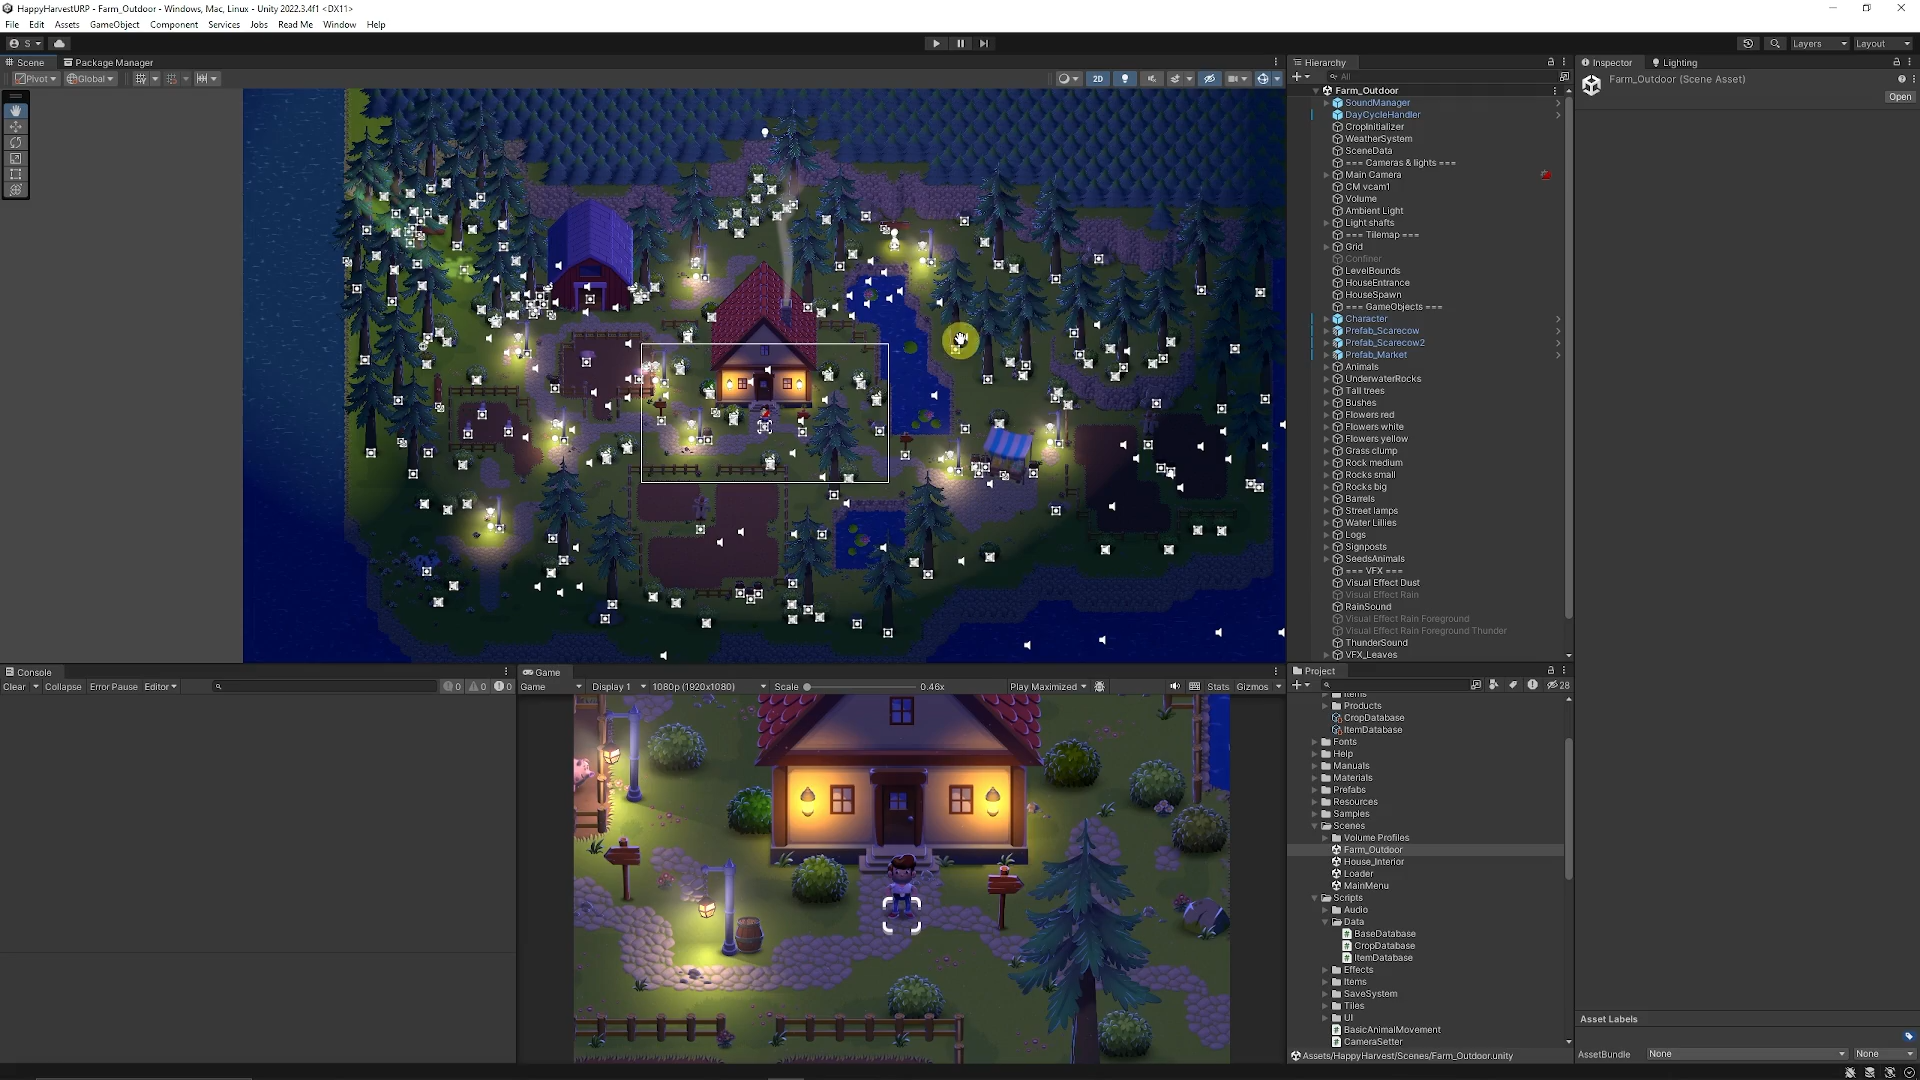 HappyHarvestURP - Farm_Outdoor - Windows, Mac, Linux - Unity 2022.3.4f1 <DX11>
File Edit Assets GameObject Component Services Jobs Read Me Window Help
S Layers Layout
Scene Package Manager
Pivot Global 2D
Hierarchy
All
Farm_Outdoor
SoundManager
DayCycleHandler
CropInitializer
WeatherSystem
SceneData
=== Cameras & lights ===
Main Camera
CM vcam1
Volume
Ambient Light
Light shafts
=== Tilemap ===
Grid
Confiner
LevelBounds
HouseEntrance
HouseSpawn
=== GameObjects ===
Character
Prefab_Scarecow
Prefab_Scarecow2
Prefab_Market
Animals
UnderwaterRocks
Tall trees
Bushes
Flowers red
Flowers white
Flowers yellow
Grass clump
Rock medium
Rocks small
Rocks big
Barrels
Street lamps
Water Lillies
Logs
Signposts
SeedsAnimals
=== VFX ===
Visual Effect Dust
Visual Effect Rain
RainSound
Visual Effect Rain Foreground
Visual Effect Rain Foreground Thunder
ThunderSound
VFX_Leaves
Inspector Lighting
Farm_Outdoor (Scene Asset)
Open
Console
Clear Collapse Error Pause Editor 0 0 0
Game
Game Display 1 1080p (1920x1080) Scale 0.46x Play Maximized Stats Gizmos
Project
28
Items
Products
CropDatabase
ItemDatabase
Fonts
Help
Manuals
Materials
Prefabs
Resources
Samples
Scenes
Volume Profiles
Farm_Outdoor
House_Interior
Loader
MainMenu
Scripts
Audio
Data
BaseDatabase
CropDatabase
ItemDatabase
Effects
Items
SaveSystem
Tiles
UI
BasicAnimalMovement
CameraSetter
Assets/HappyHarvest/Scenes/Farm_Outdoor.unity
Asset Labels
AssetBundle None None